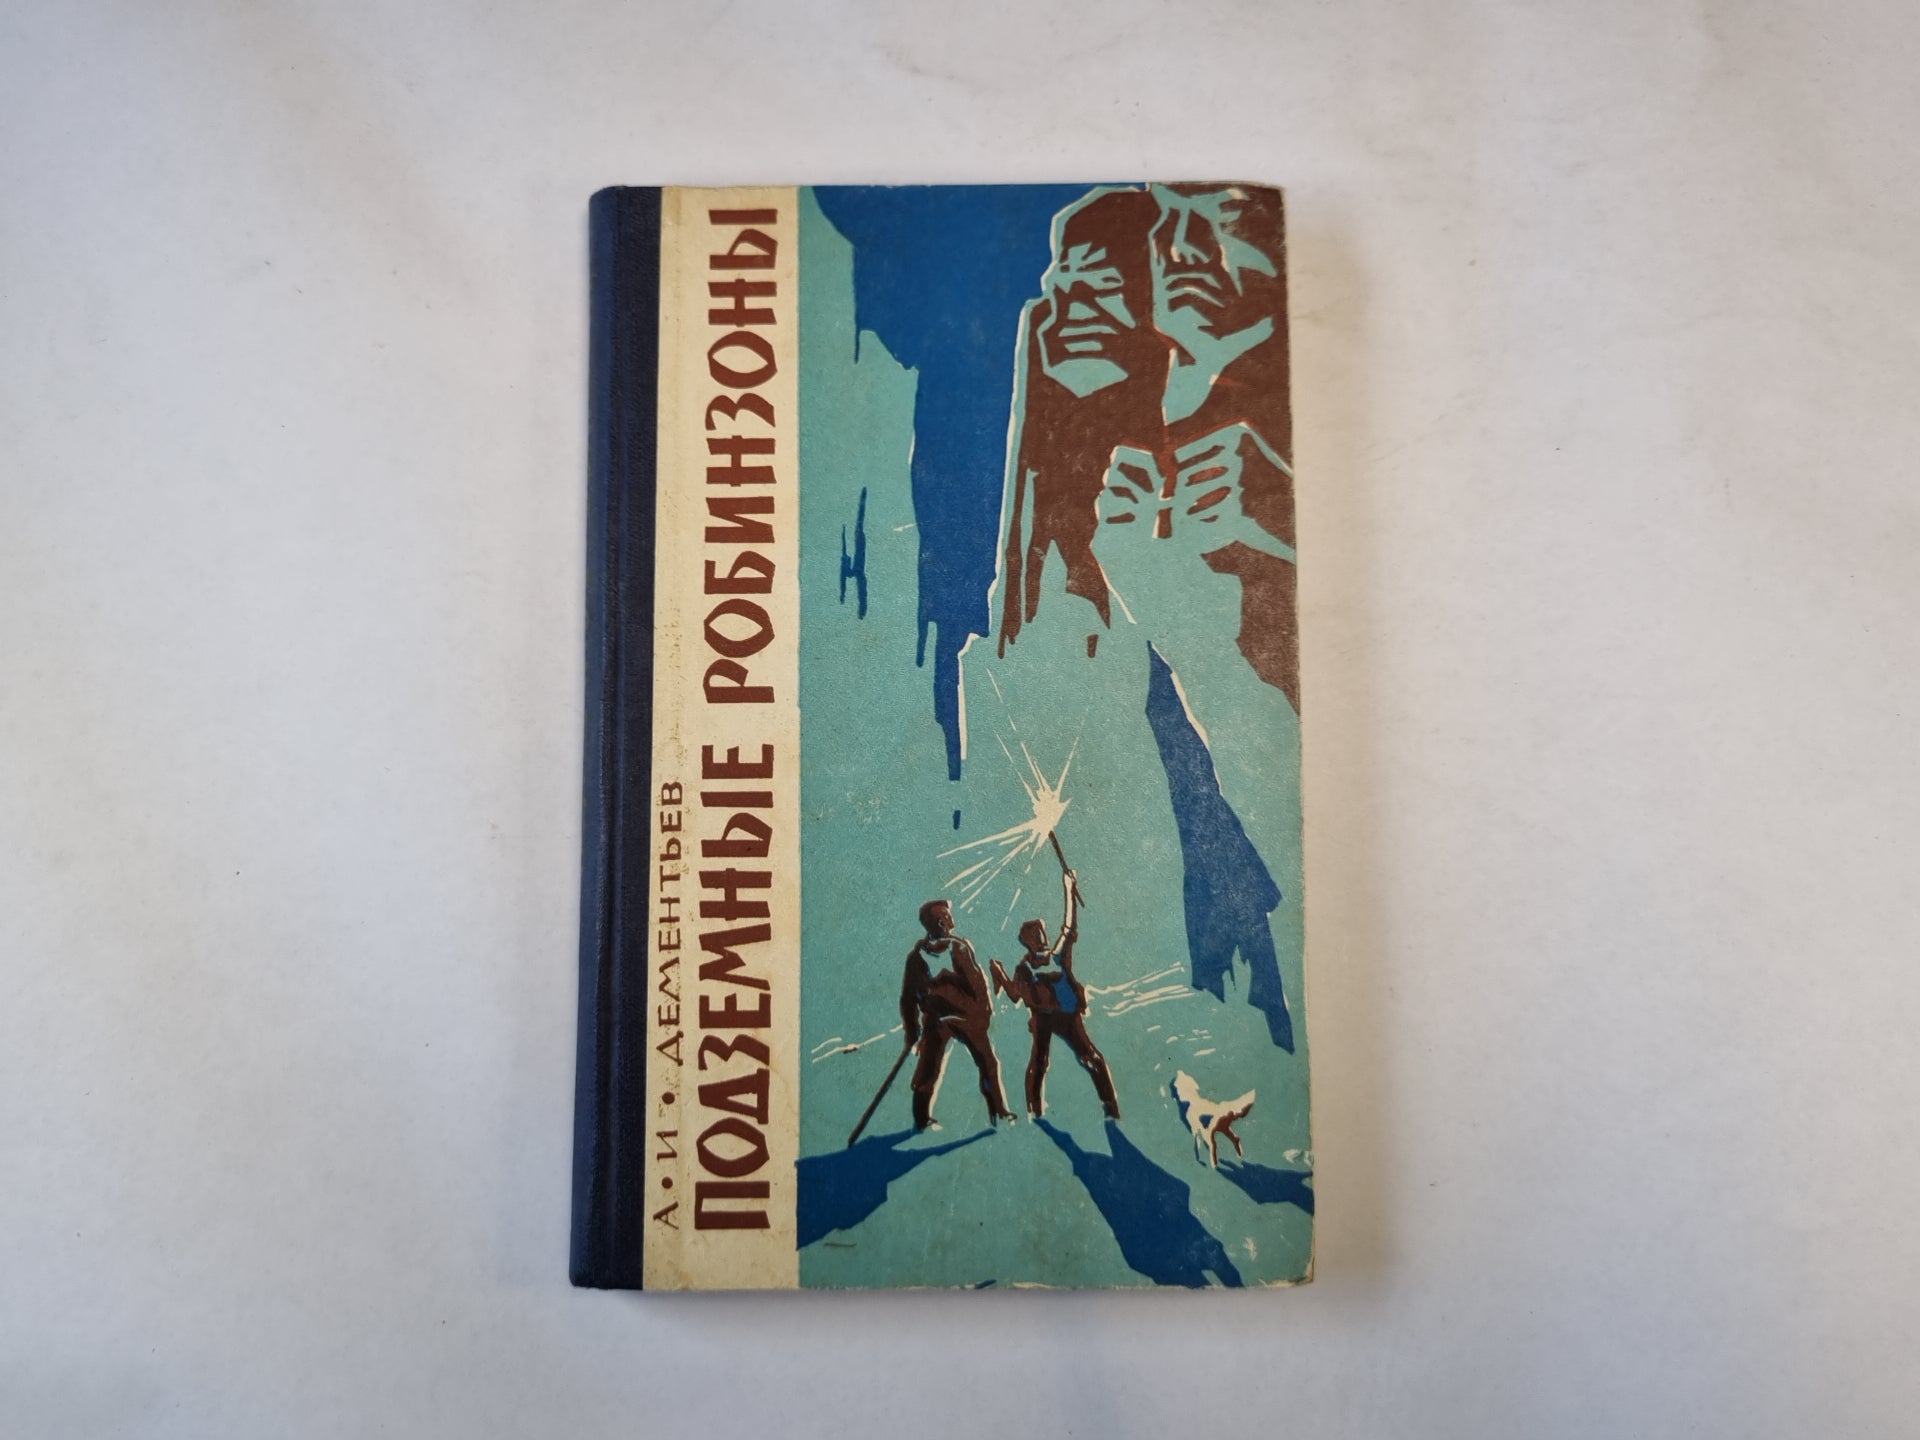 А • И • ДЕМЕНТЬЕВ
ПОДЗЕМНЫЕ РОБИНЗОНЫ